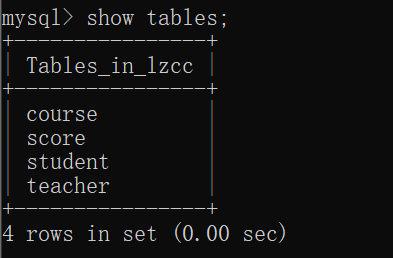 mysql> show tables;
+----------------+
| Tables_in_lzcc |
+----------------+
| course         |
| score          |
| student        |
| teacher        |
+----------------+
4 rows in set (0.00 sec)